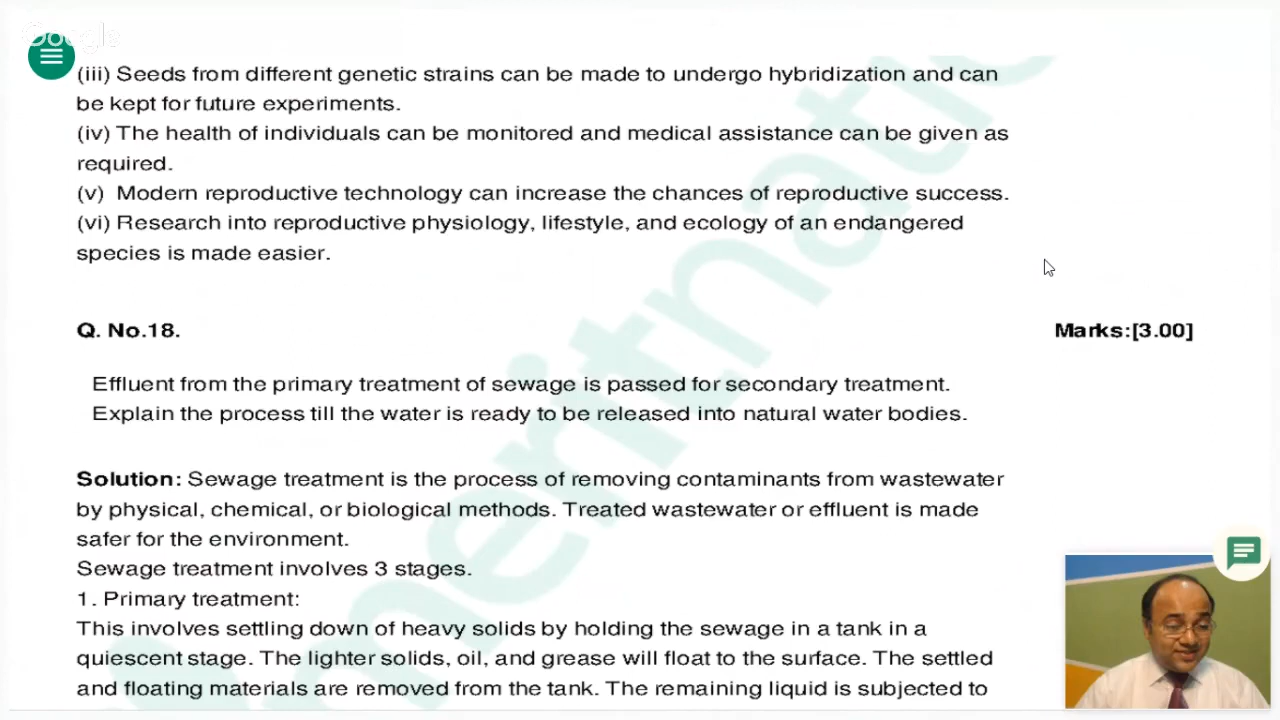 Google
(iii) Seeds from different genetic strains can be made to undergo hybridization and can
be kept for future experiments.
(iv) The health of individuals can be monitored and medical assistance can be given as
required.
(v) Modern reproductive technology can increase the chances of reproductive success.
(vi) Research into reproductive physiology, lifestyle, and ecology of an endangered
species is made easier.
Q. No.18. Marks:[3.00]
Effluent from the primary treatment of sewage is passed for secondary treatment.
Explain the process till the water is ready to be released into natural water bodies.
Solution: Sewage treatment is the process of removing contaminants from wastewater
by physical, chemical, or biological methods. Treated wastewater or effluent is made
safer for the environment.
Sewage treatment involves 3 stages.
1. Primary treatment:
This involves settling down of heavy solids by holding the sewage in a tank in a
quiescent stage. The lighter solids, oil, and grease will float to the surface. The settled
and floating materials are removed from the tank. The remaining liquid is subjected to
meritnatio